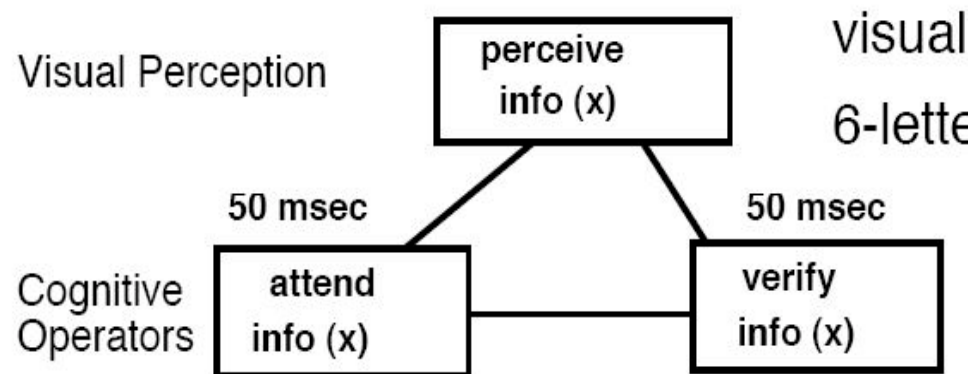 visual
Visual Perception
perceive
info (x)
50 msec
50 msec
Cognitive
Operators
attend
info (x)
verify
info (x)